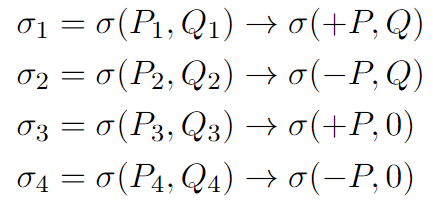 σ₁ = σ(P₁, Q₁) → σ(+P, Q)
σ₂ = σ(P₂, Q₂) → σ(−P, Q)
σ₃ = σ(P₃, Q₃) → σ(+P, 0)
σ₄ = σ(P₄, Q₄) → σ(−P, 0)